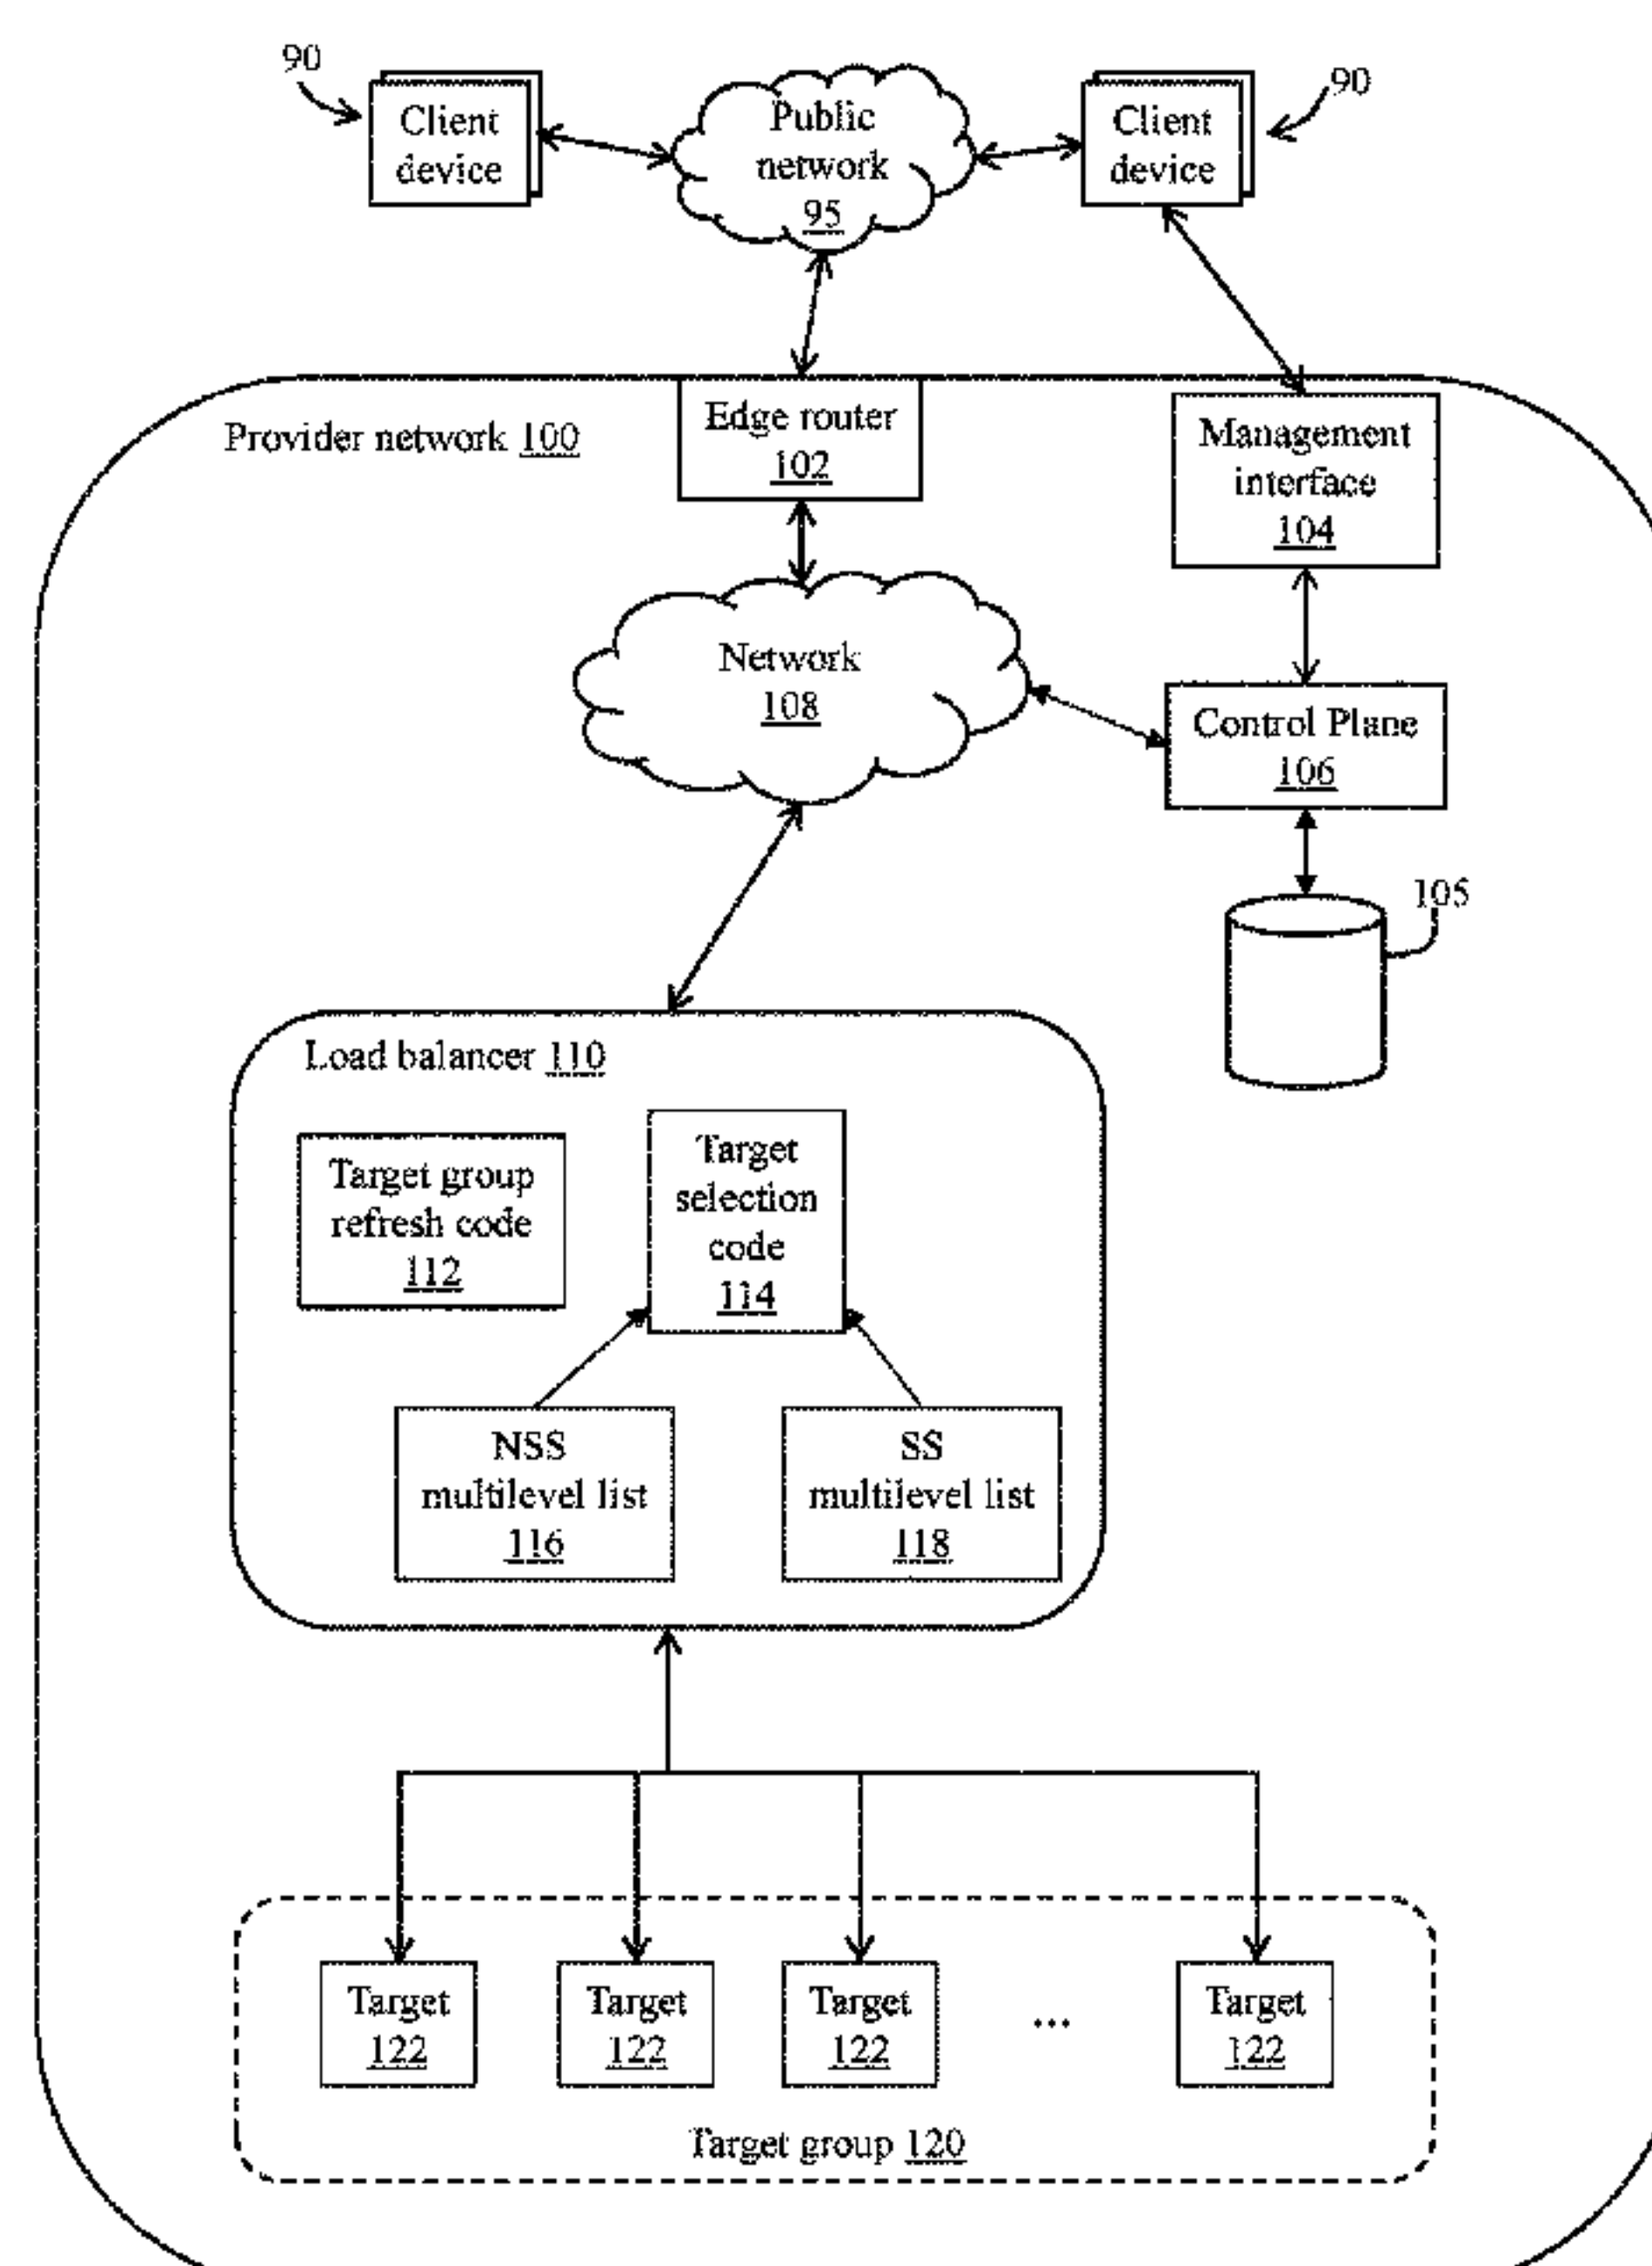 90
Client
device
Public
network
95
Client
device
90
Provider network 100
Edge router
102
Management
interface
104
Network
108
Control Plane
106
105
Load balancer 110
Target group
refresh code
112
Target
selection
code
114
NSS
multilevel list
116
SS
multilevel list
118
Target
122
Target
122
Target
122
...
Target
122
Target group 120